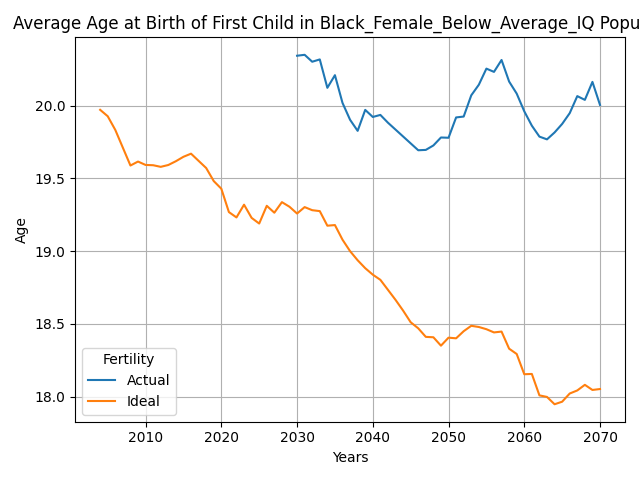 Average Age at Birth of First Child in Black_Female_Below_Average_IQ Popu
20.0
19.5
19.0
18.5
18.0
Age
Fertility
Actual
Ideal
2010 2020 2030 2040 2050 2060 2070
Years